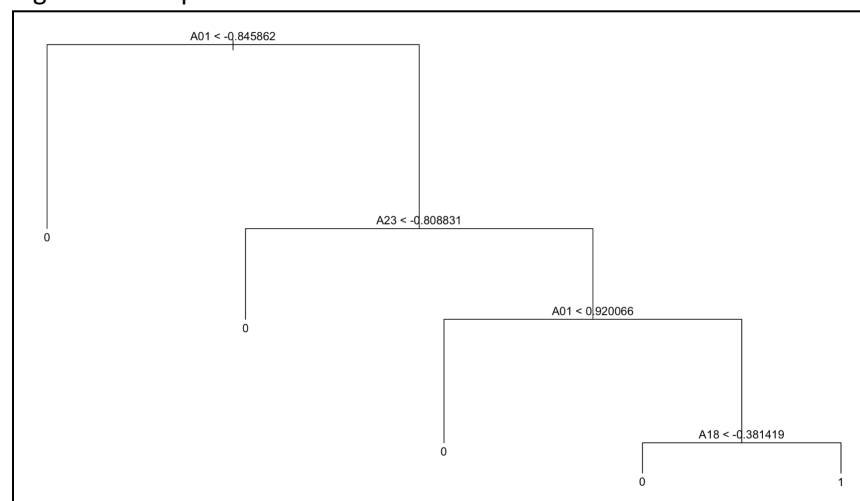 A01 < -0.845862
0
A23 < -0.808831
0
A01 < 0.920066
0
A18 < -0.381419
0 1